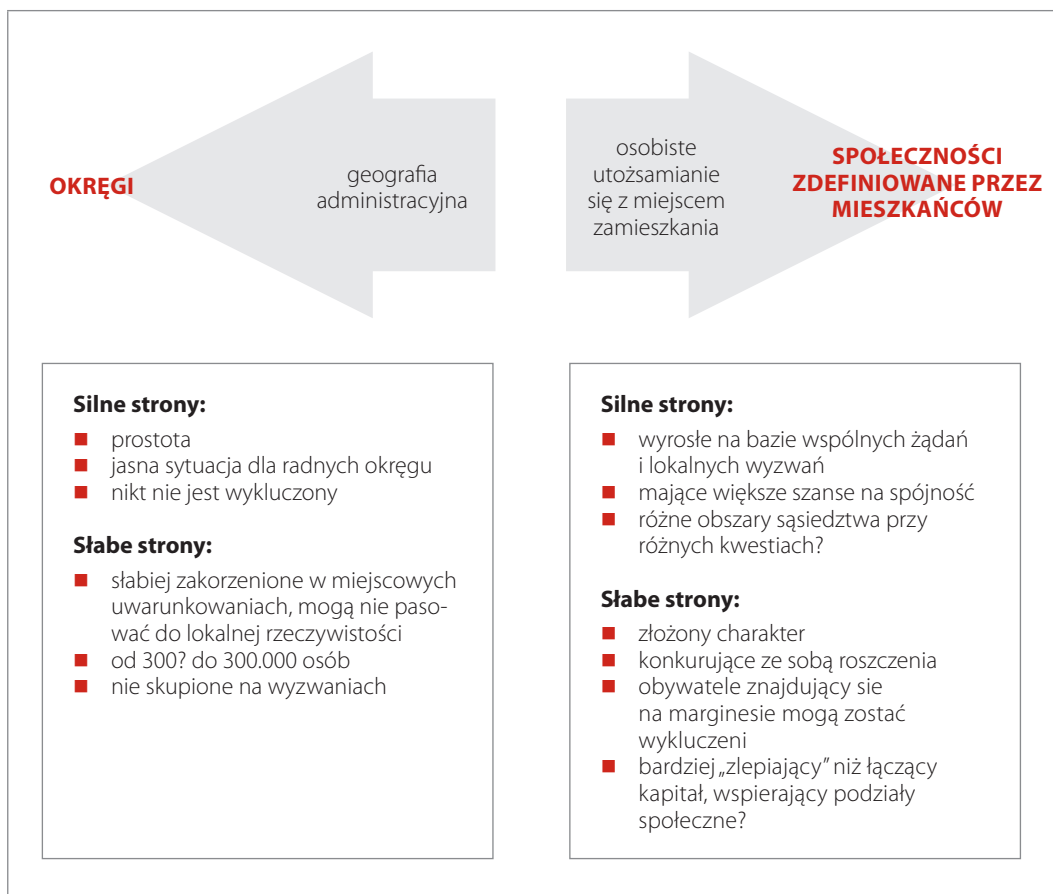 OKRĘGI
geografia
administracyjna
osobiste
utożsamianie
się z miejscem
zamieszkania
SPOŁECZNOŚCI
ZDEFINIOWANE PRZEZ
MIESZKAŃCÓW
Silne strony:
prostota
jasna sytuacja dla radnych okręgu
nikt nie jest wykluczony
Słabe strony:
słabiej zakorzenione w miejscowych
uwarunkowaniach, mogą nie paso-
wać do lokalnej rzeczywistości
od 300? do 300.000 osób
nie skupione na wyzwaniach
Silne strony:
wyrosłe na bazie wspólnych żądań
i lokalnych wyzwań
mające większe szanse na spójność
różne obszary sąsiedztwa przy
różnych kwestiach?
Słabe strony:
złożony charakter
konkurujące ze sobą roszczenia
obywatele znajdujący sie
na marginesie mogą zostać
wykluczeni
bardziej „zlepiający” niż łączący
kapitał, wspierający podziały
społeczne?